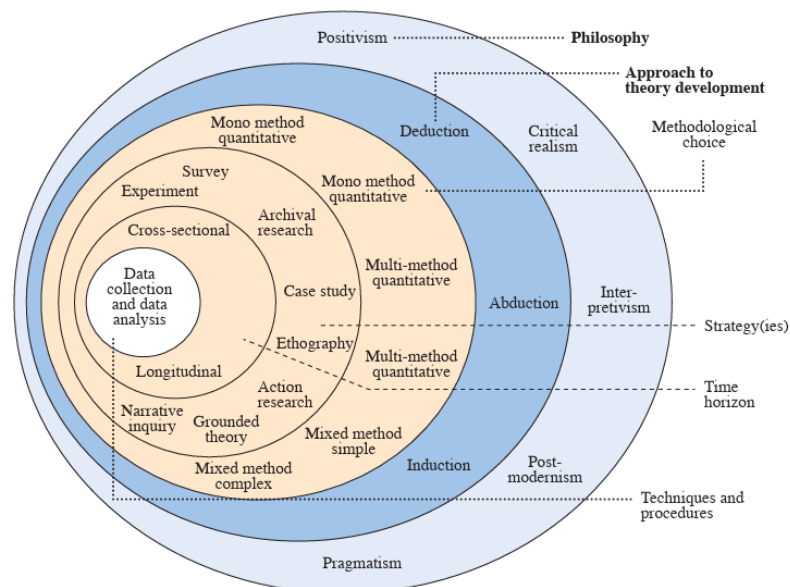 Positivism
Philosophy
Approach to
theory development
Mono method
quantitative
Deduction
Critical
realism
Methodological
choice
Survey
Experiment
Mono method
quantitative
Cross-sectional
Archival
research
Data
collection
and data
analysis
Case study
Multi-method
quantitative
Abduction
Inter-
pretivism
Strategy(ies)
Ethography
Multi-method
quantitative
Longitudinal
Time
horizon
Action
research
Narrative
inquiry
Grounded
theory
Mixed method
simple
Mixed method
complex
Induction
Post-
modernism
Techniques and
procedures
Pragmatism